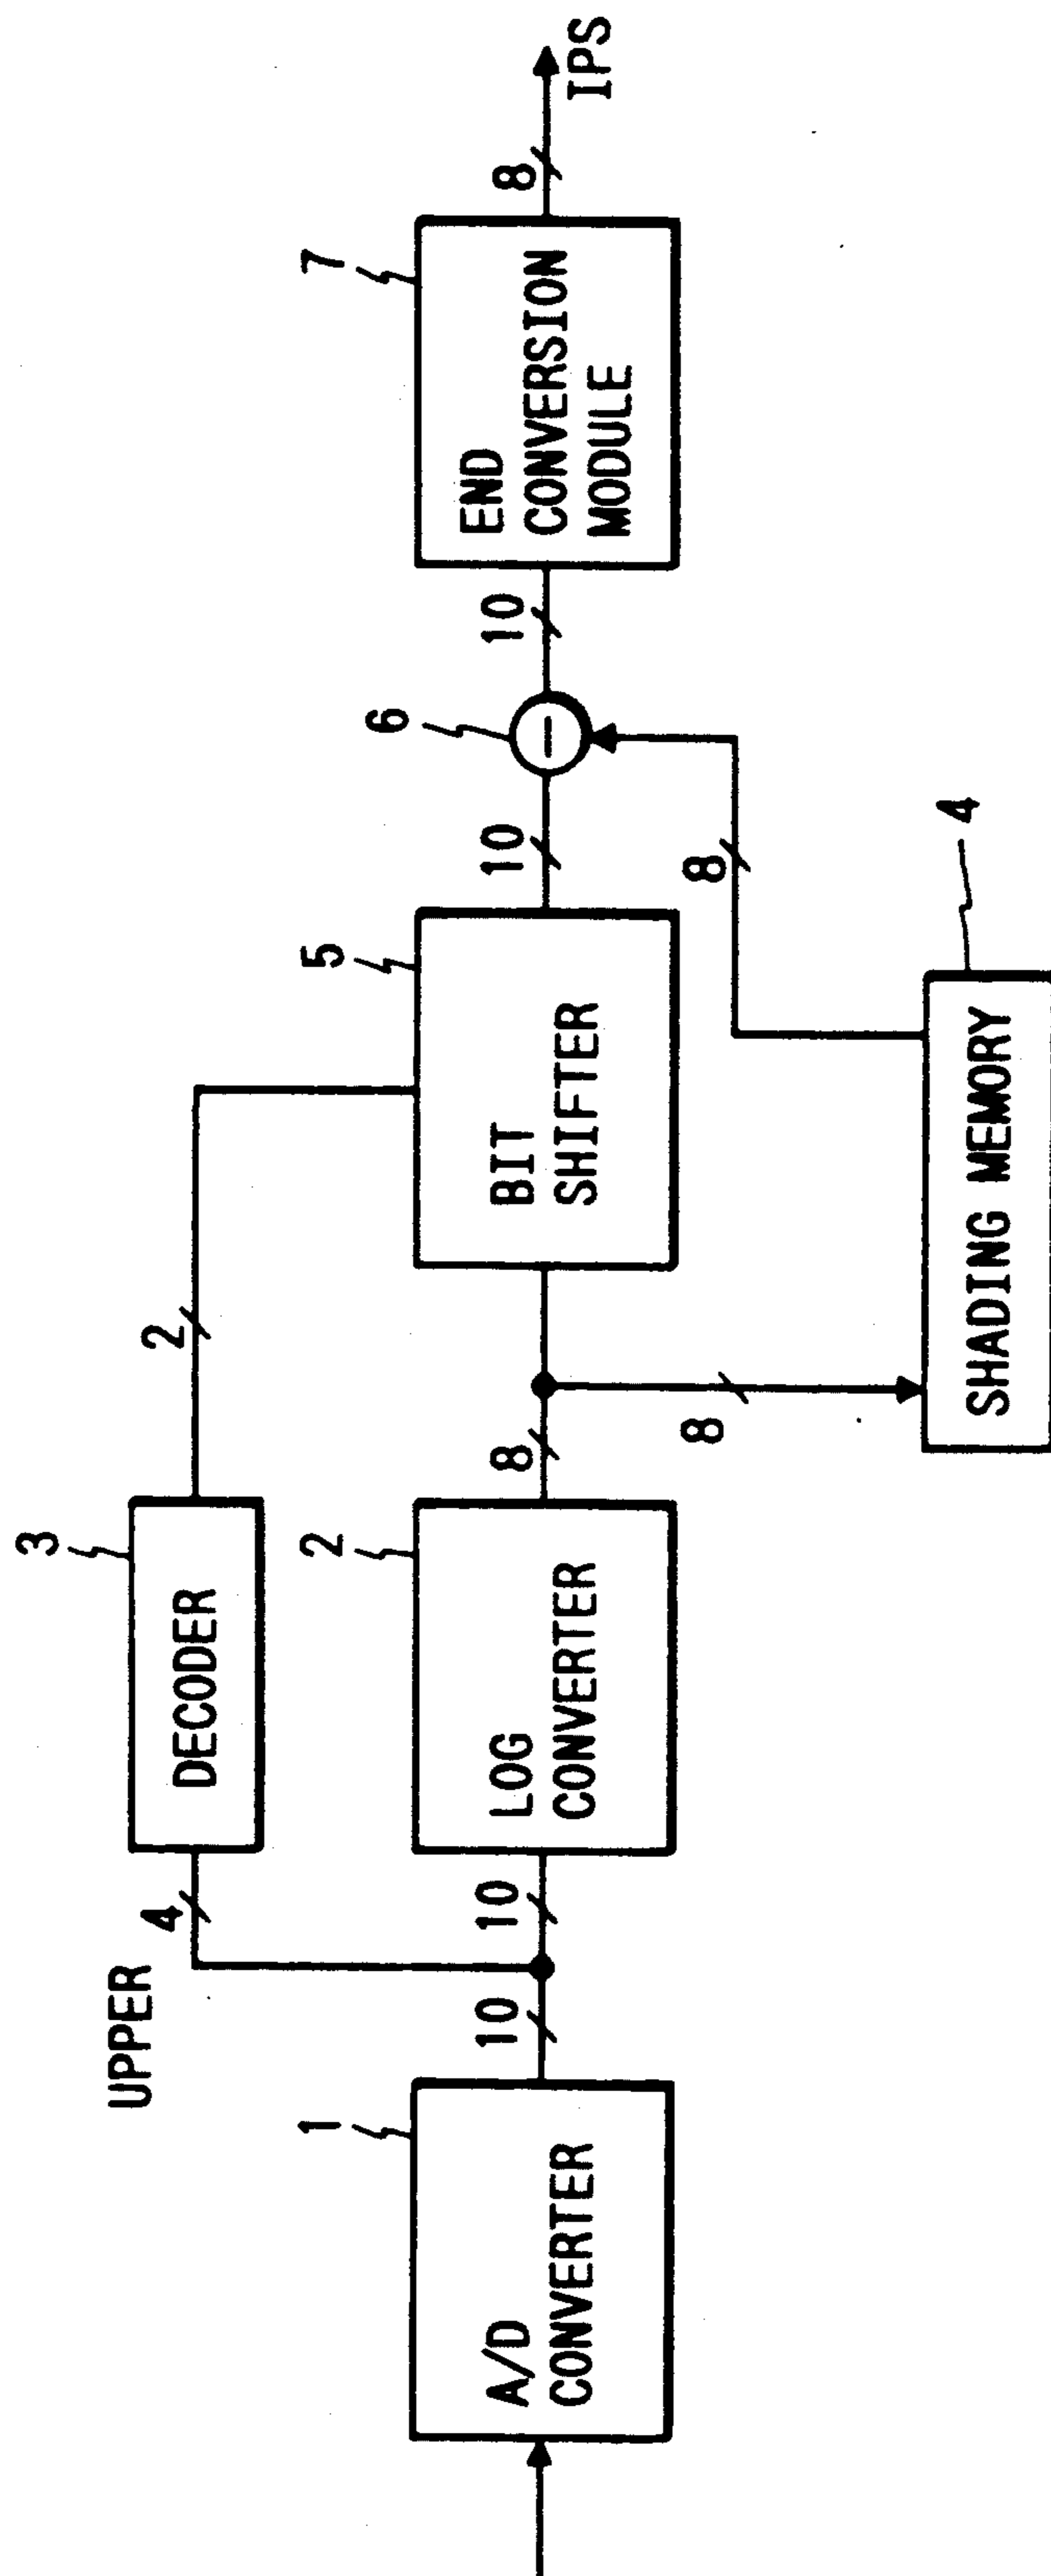 UPPER
4
3
DECODER
2
1
A/D
CONVERTER
10
10
2
LOG
CONVERTER
8
8
5
BIT
SHIFTER
10
6
−
10
7
END
CONVERSION
MODULE
8
IPS
SHADING MEMORY
4
8